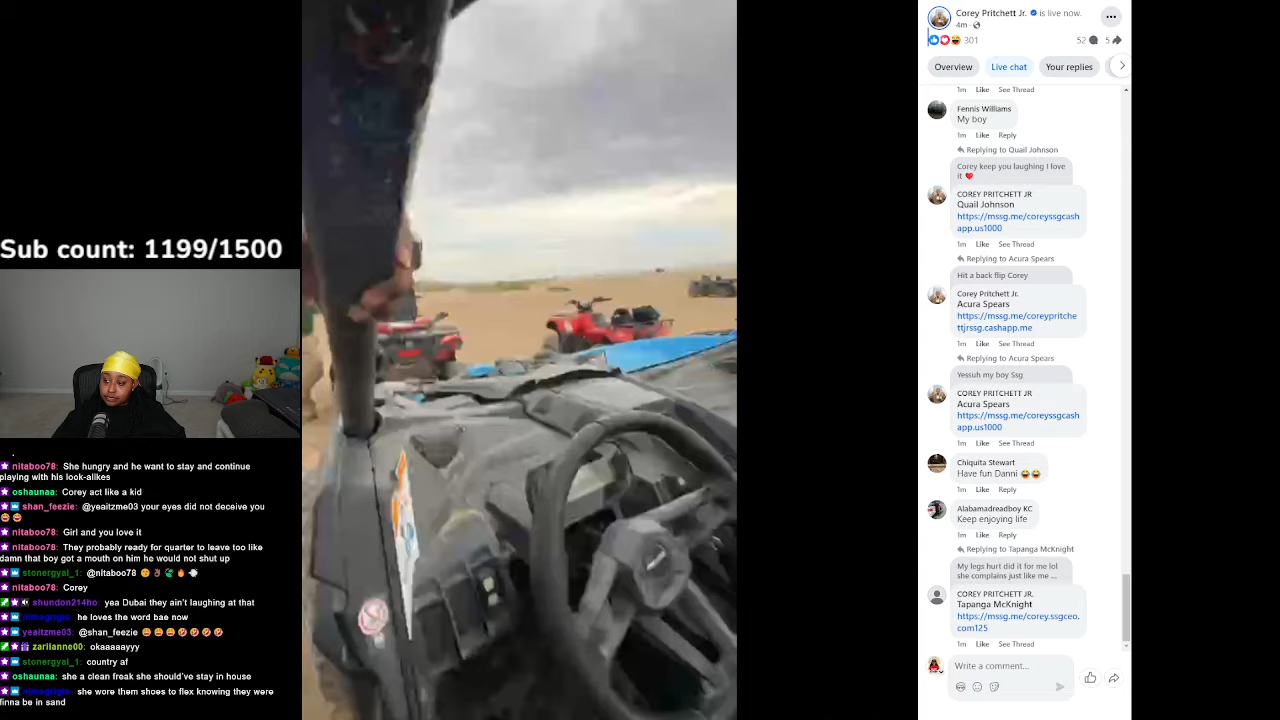 Sub count: 1199/1500
nitaboo78: She hungry and he want to stay and continue
playing with his look-alikes
oshaunaa: Corey act like a kid
shan_feezie: @yeaitzme03 your eyes did not deceive you
nitaboo78: Girl and you love it
nitaboo78: They probably ready for quarter to leave too like
damn that boy got a mouth on him he would not shut up
stonergyal_1: @nitaboo78
nitaboo78: Corey
shundon214ho: yea Dubai they ain't laughing at that
he loves the word bae now
yeaitzme03: @shan_feezie
zarlianne00: okaaaaayyy
stonergyal_1: country af
oshaunaa: she a clean freak she should've stay in house
she wore them shoes to flex knowing they were
finna be in sand
Corey Pritchett Jr. is live now.
4m
301
52
5
Overview
Live chat
Your replies
1m Like See Thread
Fennis Williams
My boy
1m Like Reply
Replying to Quail Johnson
Corey keep you laughing I love
it
COREY PRITCHETT JR
Quail Johnson
https://mssg.me/coreyssgcash
app.us1000
1m Like See Thread
Replying to Acura Spears
Hit a back flip Corey
Corey Pritchett Jr.
Acura Spears
https://mssg.me/coreypritche
ttjrssg.cashapp.me
1m Like See Thread
Replying to Acura Spears
Yessuh my boy Ssg
COREY PRITCHETT JR
Acura Spears
https://mssg.me/coreyssgcash
app.us1000
1m Like See Thread
Chiquita Stewart
Have fun Danni
1m Like Reply
Alabamadreadboy KC
Keep enjoying life
1m Like Reply
Replying to Tapanga McKnight
My legs hurt did it for me lol
she complains just like me ...
COREY PRITCHETT JR.
Tapanga McKnight
https://mssg.me/corey.ssgceo.
com125
1m Like See Thread
Write a comment...